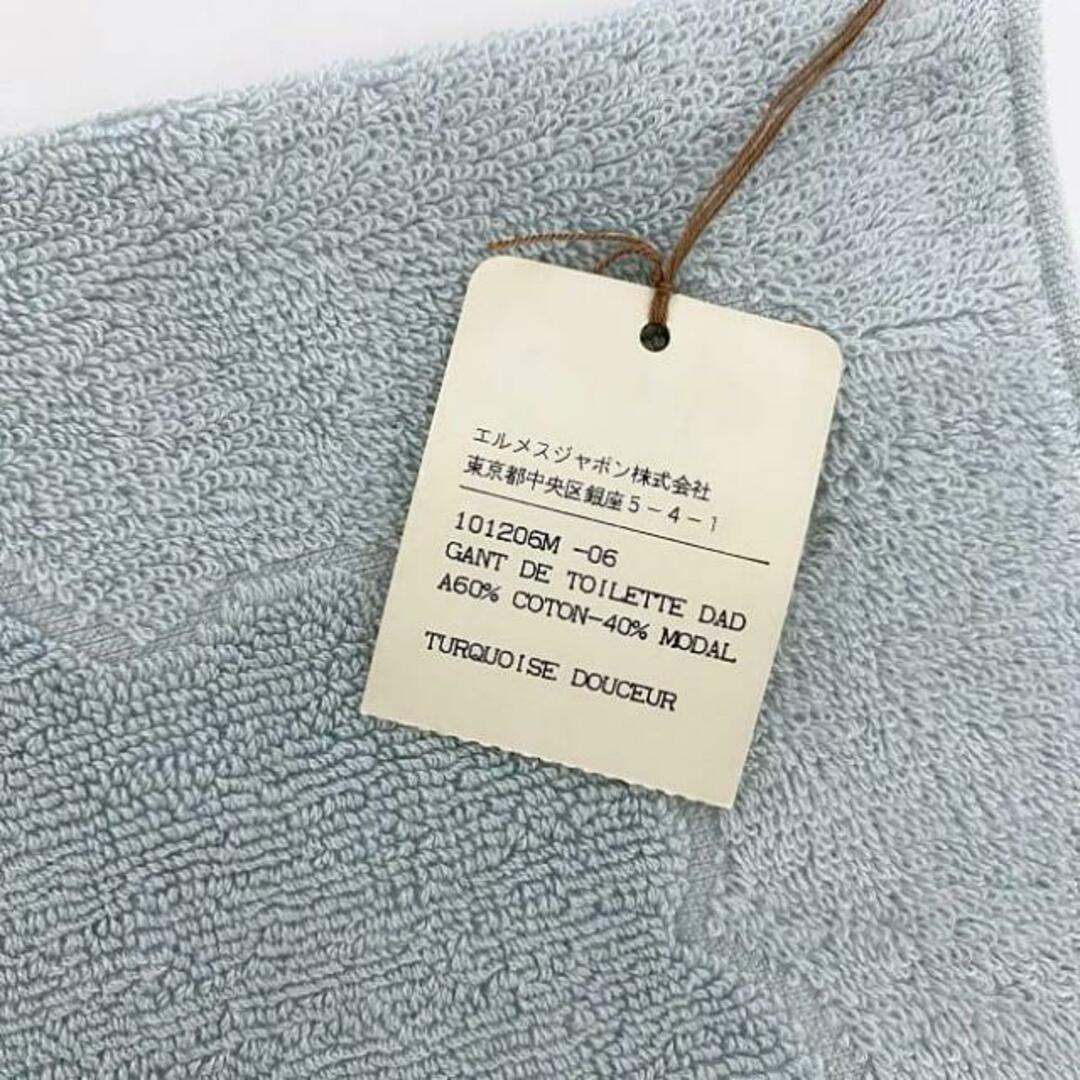 エルメスジャポン株式会社
東京都中央区銀座5-4-1
101206M -06
GANT DE TOILETTE DAD
A60% COTON-40% MODAL
TURQUOISE DOUCEUR